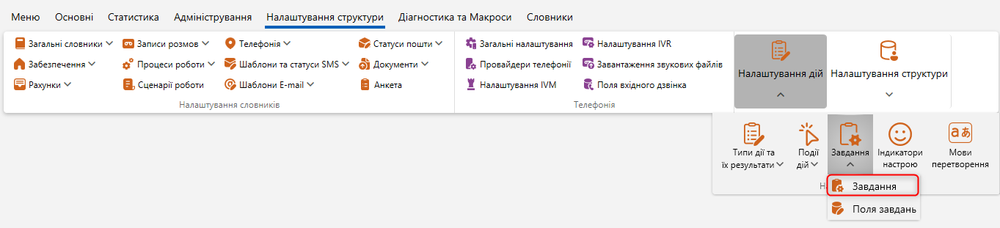 Меню Основні Статистика Адміністрування Налаштування структури Діагностика та Макроси Словники
Загальні словники Записи розмов Телефонія Статуси пошти
Забезпечення Процеси роботи Шаблони та статуси SMS Документи
Рахунки Сценарії роботи Шаблони E-mail Анкета
Налаштування словників
Загальні налаштування Налаштування IVR
Провайдери телефонії Завантаження звукових файлів
Налаштування IVM Поля вхідного дзвінка
Телефонія
Налаштування дій Налаштування структури
Типи дії та
їх результати
Події
дій
Завдання
Індикатори
настрою
Мови
перетворення
Завдання
Поля завдань